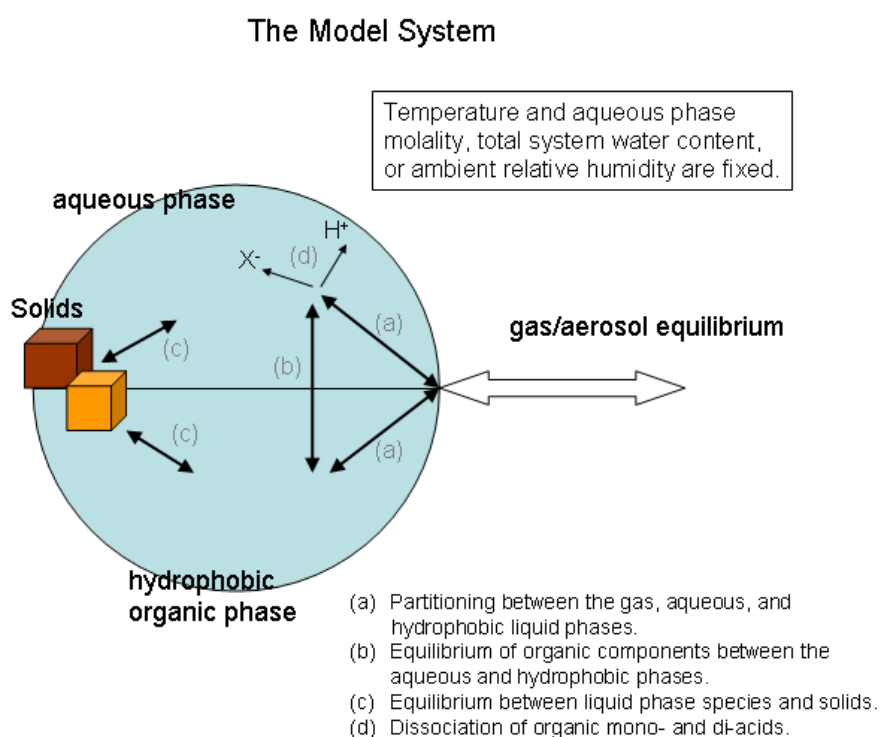 The Model System
Temperature and aqueous phase
molality, total system water content,
or ambient relative humidity are fixed.
aqueous phase
H+
(d)
X-
Solids
(a)
gas/aerosol equilibrium
(c)
(b)
(c)
(a)
hydrophobic
organic phase
(a) Partitioning between the gas, aqueous, and
hydrophobic liquid phases.
(b) Equilibrium of organic components between the
aqueous and hydrophobic phases.
(c) Equilibrium between liquid phase species and solids.
(d) Dissociation of organic mono- and di-acids.